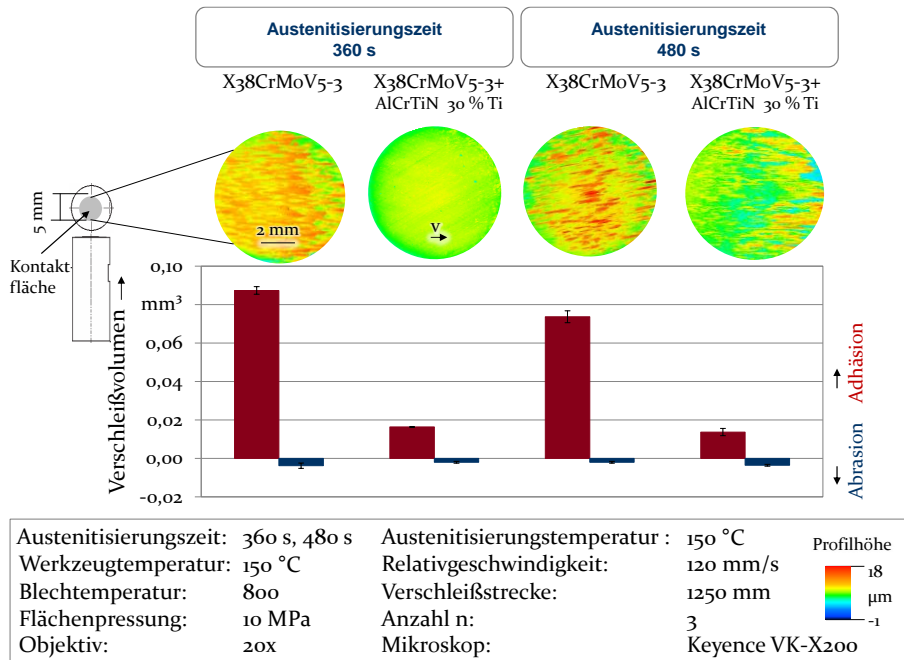 Austenitisierungszeit
360 s
Austenitisierungszeit
480 s
X38CrMoV5-3
X38CrMoV5-3+
AlCrTiN 30 % Ti
X38CrMoV5-3
X38CrMoV5-3+
AlCrTiN 30 % Ti
5 mm
2 mm
v
Kontakt-
fläche
Verschleißvolumen
0,10
mm³
0,06
0,04
0,02
0,00
-0,02
Adhäsion
Abrasion
Austenitisierungszeit: 360 s, 480 s Austenitisierungstemperatur : 150 °C
Werkzeugtemperatur: 150 °C Relativgeschwindigkeit: 120 mm/s
Blechtemperatur: 800 Verschleißstrecke: 1250 mm
Flächenpressung: 10 MPa Anzahl n: 3
Objektiv: 20x Mikroskop: Keyence VK-X200
Profilhöhe
18
µm
-1